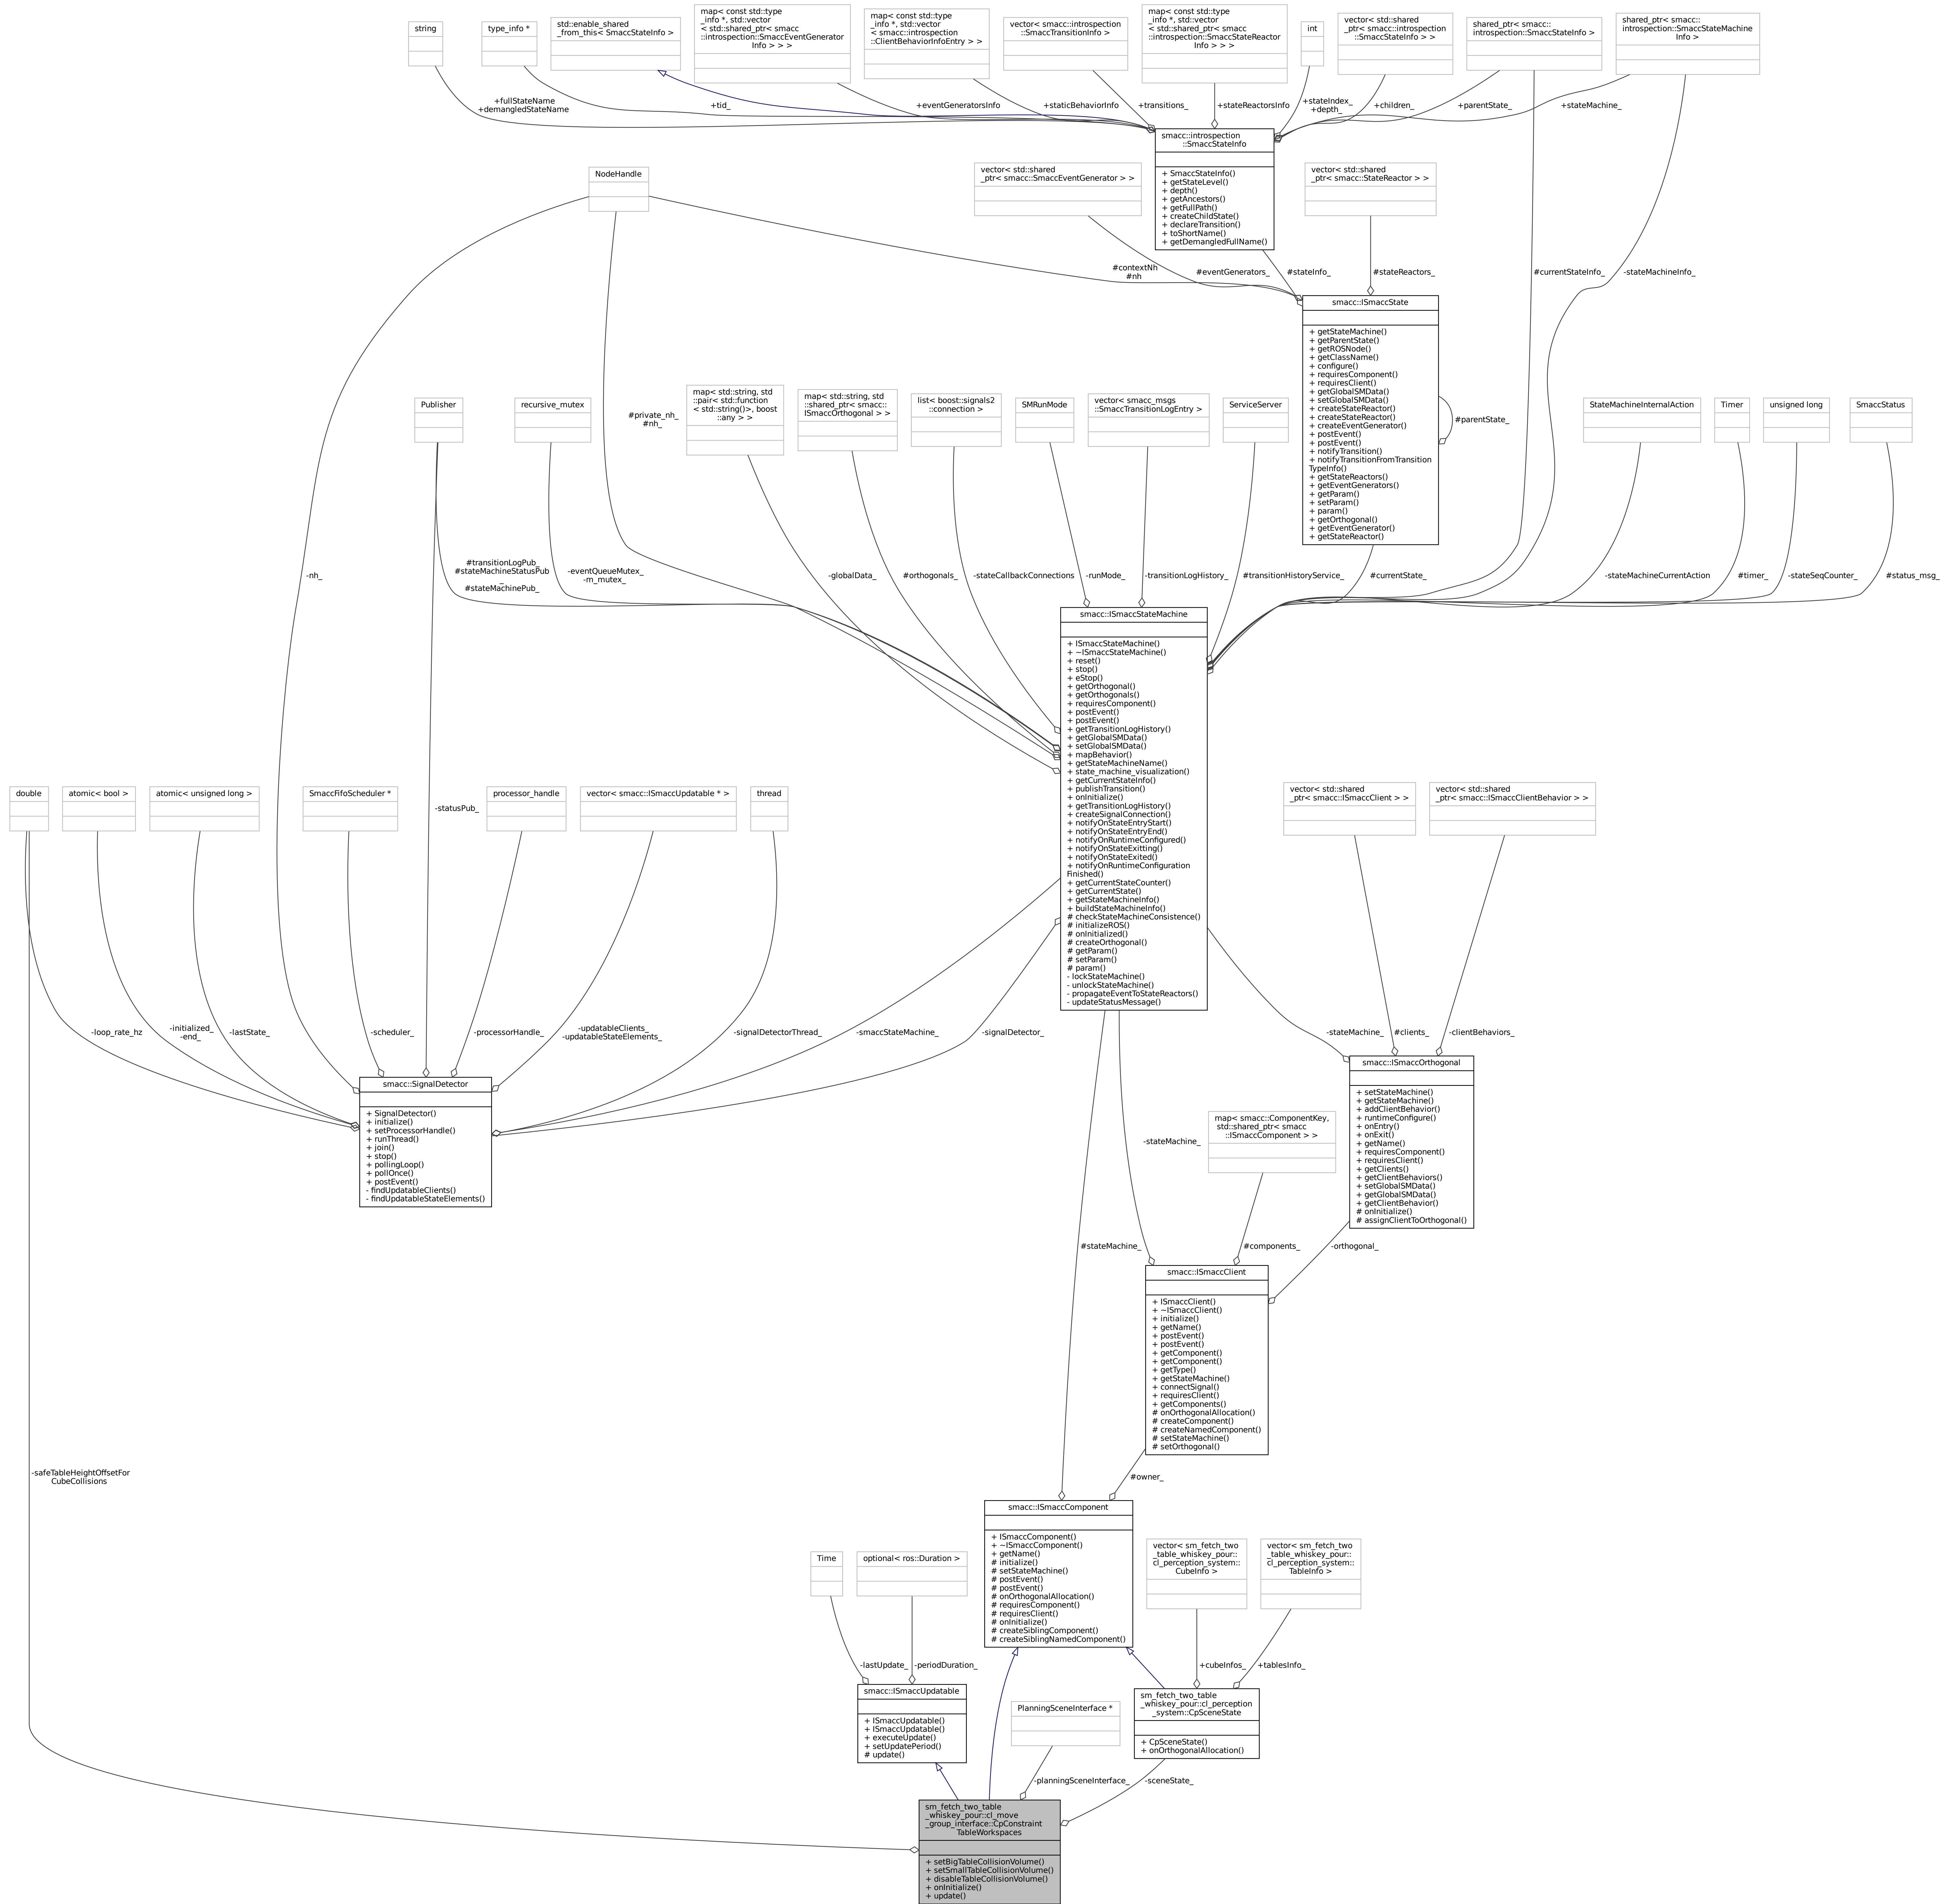 string
type_info *
std::enable_shared
_from_this< SmaccStateInfo >
map< const std::type
_info *, std::vector
< std::shared_ptr< smacc
::introspection::SmaccEventGenerator
Info > > >
map< const std::type
_info *, std::vector
< smacc::introspection
::ClientBehaviorInfoEntry > >
vector< smacc::introspection
::SmaccTransitionInfo >
map< const std::type
_info *, std::vector
< std::shared_ptr< smacc
::introspection::SmaccStateReactor
Info > > >
int
vector< std::shared
_ptr< smacc::introspection
::SmaccStateInfo > >
shared_ptr< smacc::
introspection::SmaccStateInfo >
shared_ptr< smacc::
introspection::SmaccStateMachine
Info >
+fullStateName
+demangledStateName
+tid_
+eventGeneratorsInfo
+staticBehaviorInfo
+transitions_
+stateReactorsInfo
+stateIndex_
+depth_
+children_
+parentState_
+stateMachine_
smacc::introspection
::SmaccStateInfo
+ SmaccStateInfo()
+ getStateLevel()
+ depth()
+ getAncestors()
+ getFullPath()
+ createChildState()
+ declareTransition()
+ toShortName()
+ getDemangledFullName()
NodeHandle
vector< std::shared
_ptr< smacc::SmaccEventGenerator > >
vector< std::shared
_ptr< smacc::StateReactor > >
#contextNh
#nh
#eventGenerators_
#stateInfo_
#stateReactors_
#currentStateInfo_
-stateMachineInfo_
smacc::ISmaccState
+ getStateMachine()
+ getParentState()
+ getROSNode()
+ getClassName()
+ configure()
+ requiresComponent()
+ requiresClient()
+ getGlobalSMData()
+ setGlobalSMData()
+ createStateReactor()
+ createStateReactor()
+ createEventGenerator()
+ postEvent()
+ postEvent()
+ notifyTransition()
+ notifyTransitionFromTransition
TypeInfo()
+ getStateReactors()
+ getEventGenerators()
+ getParam()
+ setParam()
+ param()
+ getOrthogonal()
+ getEventGenerator()
+ getStateReactor()
#parentState_
Publisher
recursive_mutex
#private_nh_
#nh_
map< std::string, std
::pair< std::function
< std::string()>, boost
::any > >
map< std::string, std
::shared_ptr< smacc::
ISmaccOrthogonal > >
list< boost::signals2
::connection >
SMRunMode
vector< smacc_msgs
::SmaccTransitionLogEntry >
ServiceServer
StateMachineInternalAction
Timer
unsigned long
SmaccStatus
-nh_
#transitionLogPub_
#stateMachineStatusPub
_
#stateMachinePub_
-eventQueueMutex_
-m_mutex_
-globalData_
#orthogonals_
-stateCallbackConnections
-runMode_
-transitionLogHistory_
#transitionHistoryService_
#currentState_
-stateMachineCurrentAction
#timer_
-stateSeqCounter_
#status_msg_
smacc::ISmaccStateMachine
+ ISmaccStateMachine()
+ ~ISmaccStateMachine()
+ reset()
+ stop()
+ eStop()
+ getOrthogonal()
+ getOrthogonals()
+ requiresComponent()
+ postEvent()
+ postEvent()
+ getTransitionLogHistory()
+ getGlobalSMData()
+ setGlobalSMData()
+ mapBehavior()
+ getStateMachineName()
+ state_machine_visualization()
+ getCurrentStateInfo()
+ publishTransition()
+ onInitialize()
+ getTransitionLogHistory()
+ createSignalConnection()
+ notifyOnStateEntryStart()
+ notifyOnStateEntryEnd()
+ notifyOnRuntimeConfigured()
+ notifyOnStateExitting()
+ notifyOnStateExited()
+ notifyOnRuntimeConfiguration
Finished()
+ getCurrentStateCounter()
+ getCurrentState()
+ getStateMachineInfo()
+ buildStateMachineInfo()
# checkStateMachineConsistence()
# initializeROS()
# onInitialized()
# createOrthogonal()
# getParam()
# setParam()
# param()
- lockStateMachine()
- unlockStateMachine()
- propagateEventToStateReactors()
- updateStatusMessage()
double
atomic< bool >
atomic< unsigned long >
SmaccFifoScheduler *
-statusPub_
processor_handle
vector< smacc::ISmaccUpdatable * >
thread
vector< std::shared
_ptr< smacc::ISmaccClient > >
vector< std::shared
_ptr< smacc::ISmaccClientBehavior > >
-loop_rate_hz
-initialized_
-end_
-lastState_
-scheduler_
-processorHandle_
-updatableClients_
-updatableStateElements_
-signalDetectorThread_
-smaccStateMachine_
-signalDetector_
-stateMachine_
#clients_
-clientBehaviors_
smacc::SignalDetector
+ SignalDetector()
+ initialize()
+ setProcessorHandle()
+ runThread()
+ join()
+ stop()
+ pollingLoop()
+ pollOnce()
+ postEvent()
- findUpdatableClients()
- findUpdatableStateElements()
smacc::ISmaccOrthogonal
+ setStateMachine()
+ getStateMachine()
+ addClientBehavior()
+ runtimeConfigure()
+ onEntry()
+ onExit()
+ getName()
+ requiresComponent()
+ requiresClient()
+ getClients()
+ getClientBehaviors()
+ setGlobalSMData()
+ getGlobalSMData()
+ getClientBehavior()
# onInitialize()
# assignClientToOrthogonal()
-stateMachine_
map< smacc::ComponentKey,
std::shared_ptr< smacc
::ISmaccComponent > >
#stateMachine_
#components_
-orthogonal_
smacc::ISmaccClient
+ ISmaccClient()
+ ~ISmaccClient()
+ initialize()
+ getName()
+ postEvent()
+ postEvent()
+ getComponent()
+ getComponent()
+ getType()
+ getStateMachine()
+ connectSignal()
+ requiresClient()
+ getComponents()
# onOrthogonalAllocation()
# createComponent()
# createNamedComponent()
# setStateMachine()
# setOrthogonal()
-safeTableHeightOffsetFor
CubeCollisions
#owner_
smacc::ISmaccComponent
+ ISmaccComponent()
+ ~ISmaccComponent()
+ getName()
# initialize()
# setStateMachine()
# postEvent()
# postEvent()
# onOrthogonalAllocation()
# requiresComponent()
# requiresClient()
# onInitialize()
# createSiblingComponent()
# createSiblingNamedComponent()
Time
optional< ros::Duration >
vector< sm_fetch_two
_table_whiskey_pour::
cl_perception_system::
CubeInfo >
vector< sm_fetch_two
_table_whiskey_pour::
cl_perception_system::
TableInfo >
-lastUpdate_
-periodDuration_
+cubeInfos_
+tablesInfo_
smacc::ISmaccUpdatable
+ ISmaccUpdatable()
+ ISmaccUpdatable()
+ executeUpdate()
+ setUpdatePeriod()
# update()
PlanningSceneInterface *
sm_fetch_two_table
_whiskey_pour::cl_perception
_system::CpSceneState
+ CpSceneState()
+ onOrthogonalAllocation()
-planningSceneInterface_
-sceneState_
sm_fetch_two_table
_whiskey_pour::cl_move
_group_interface::CpConstraint
TableWorkspaces
+ setBigTableCollisionVolume()
+ setSmallTableCollisionVolume()
+ disableTableCollisionVolume()
+ onInitialize()
+ update()